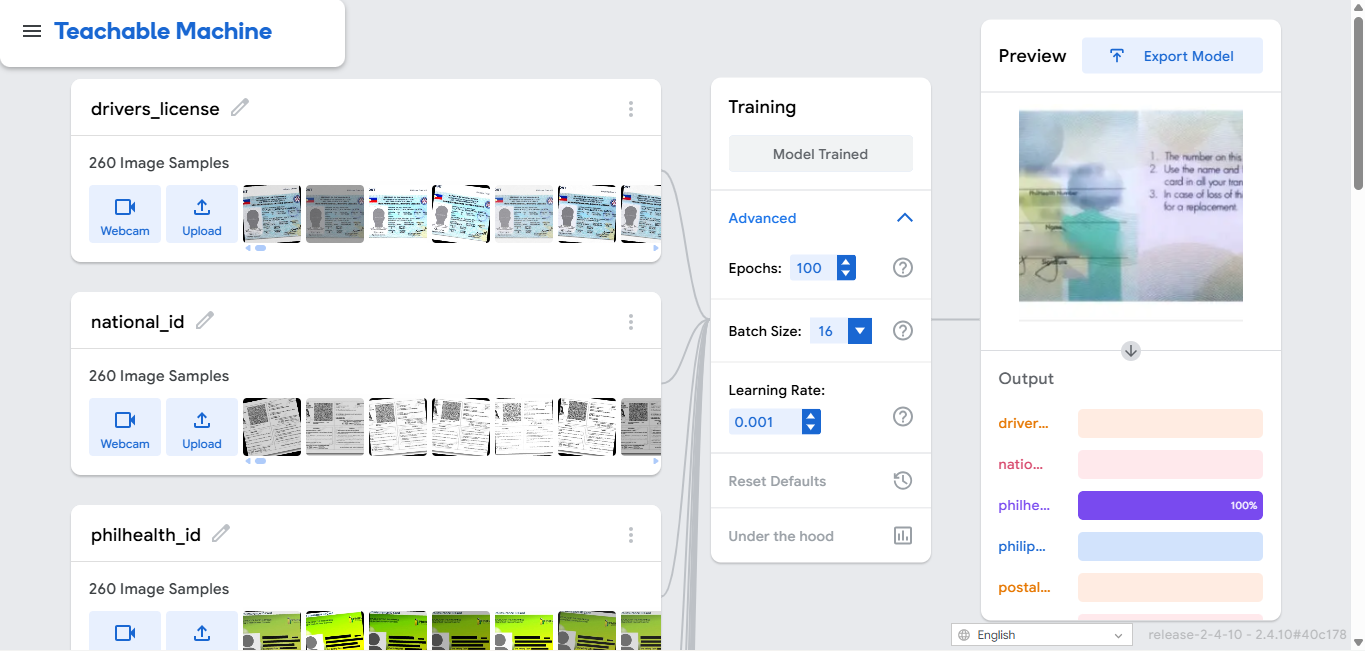 Teachable Machine
drivers_license
260 Image Samples
Webcam
Upload
national_id
260 Image Samples
Webcam
Upload
philhealth_id
260 Image Samples
Training
Model Trained
Advanced
Epochs:
100
Batch Size:
16
Learning Rate:
0.001
Reset Defaults
Under the hood
Preview
Export Model
1. The number on this
2. Use the name and
card in all your tran
3. In case of loss of th
for a replacement.
PhilHealth Number
Name
Signature
Output
driver...
natio...
philhe...
100%
philip...
postal...
English
release-2-4-10 - 2.4.10#40c178